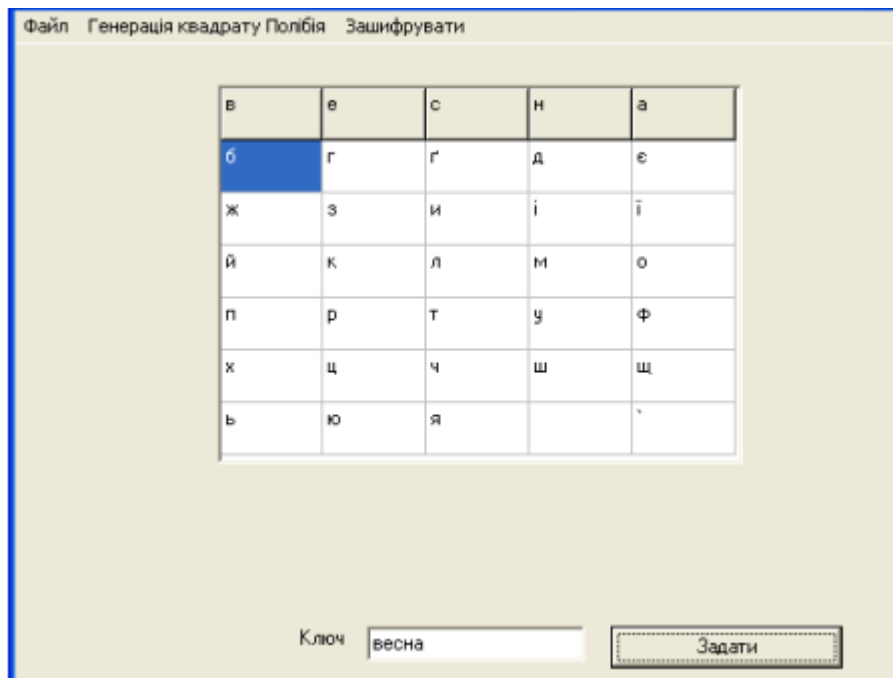 Файл Генерація квадрату Полібія Зашифрувати
в е с н а
б г ґ д є
ж з и і ї
й к л м о
п р т у ф
х ц ч ш щ
ь ю я `
Ключ весна Задати